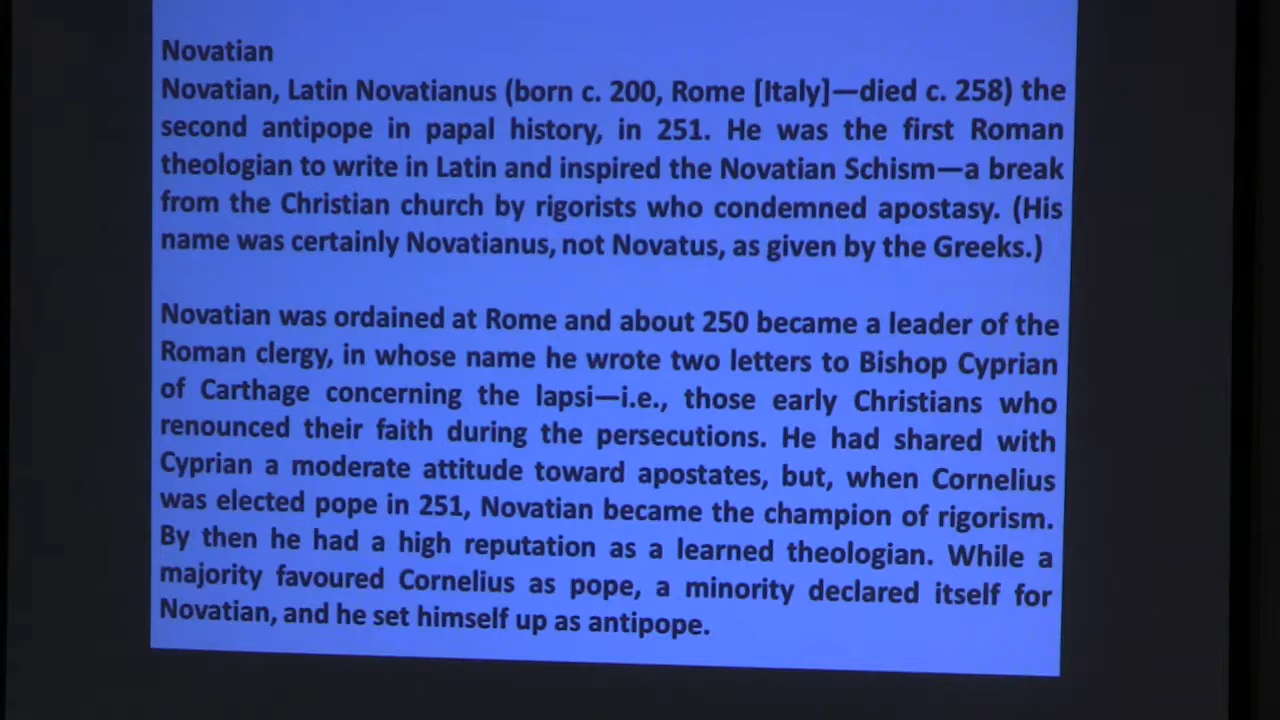 Novatian
Novatian, Latin Novatianus (born c. 200, Rome [Italy]—died c. 258) the
second antipope in papal history, in 251. He was the first Roman
theologian to write in Latin and inspired the Novatian Schism—a break
from the Christian church by rigorists who condemned apostasy. (His
name was certainly Novatianus, not Novatus, as given by the Greeks.)
Novatian was ordained at Rome and about 250 became a leader of the
Roman clergy, in whose name he wrote two letters to Bishop Cyprian
of Carthage concerning the lapsi—i.e., those early Christians who
renounced their faith during the persecutions. He had shared with
Cyprian a moderate attitude toward apostates, but, when Cornelius
was elected pope in 251, Novatian became the champion of rigorism.
By then he had a high reputation as a learned theologian. While a
majority favoured Cornelius as pope, a minority declared itself for
Novatian, and he set himself up as antipope.